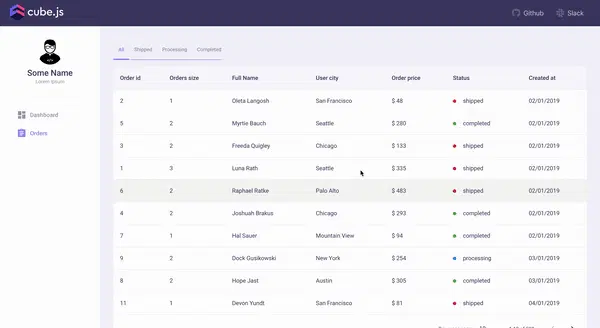 cube.js Github Slack
Some Name
Lorem Ipsum
Dashboard
Orders
All Shipped Processing Completed
Order id Orders size Full Name User city Order price Status Created at
2 1 Oleta Langosh San Francisco $ 48 shipped 02/01/2019
5 2 Myrtie Bauch Seattle $ 280 completed 02/01/2019
3 2 Freeda Quigley Chicago $ 133 shipped 02/01/2019
1 3 Luna Rath Seattle $ 335 shipped 02/01/2019
6 2 Raphael Ratke Palo Alto $ 483 shipped 02/01/2019
4 2 Joshuah Brakus Chicago $ 293 completed 02/01/2019
7 1 Hal Sauer Mountain View $ 94 completed 02/01/2019
9 2 Dock Gusikowski New York $ 254 processing 03/01/2019
8 2 Hope Jast Austin $ 305 completed 03/01/2019
11 1 Devon Yundt San Francisco $ 81 shipped 04/01/2019